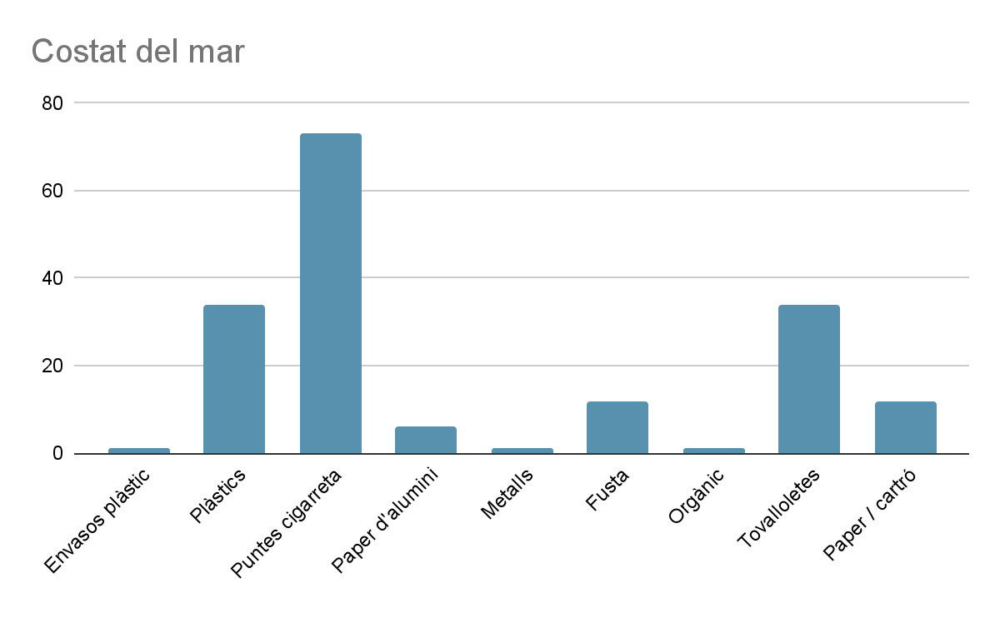 Costat del mar
80
60
40
20
0
Envasos plàstic
Plàstics
Puntes cigarreta
Paper d'alumini
Metalls
Fusta
Orgànic
Tovalloletes
Paper / cartró